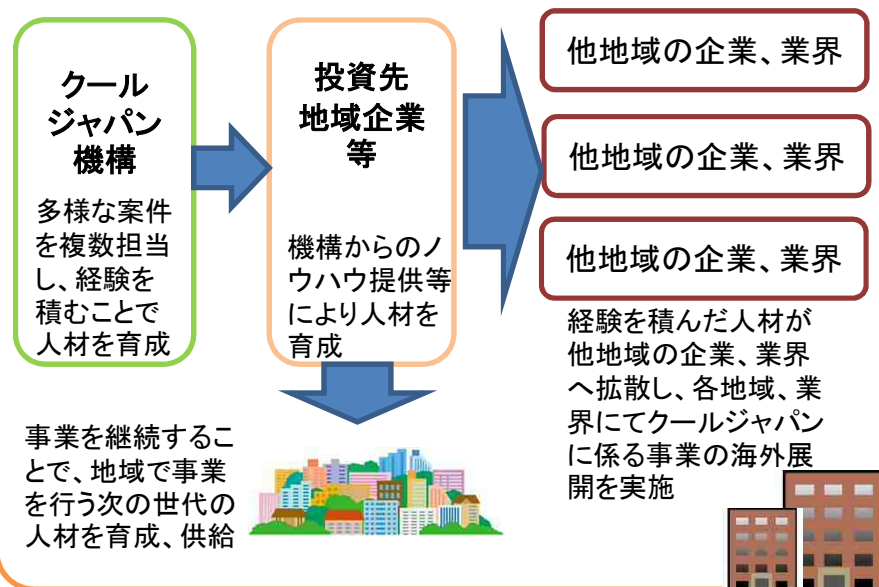 クール
ジャパン
機構
多様な案件
を複数担当
し、経験を
積むことで
人材を育成
投資先
地域企業
等
機構からのノ
ウハウ提供等
により人材を
育成
他地域の企業、業界
他地域の企業、業界
他地域の企業、業界
経験を積んだ人材が
他地域の企業、業界
へ拡散し、各地域、業
界にてクールジャパン
に係る事業の海外展
開を実施
事業を継続するこ
とで、地域で事業
を行う次の世代の
人材を育成、供給